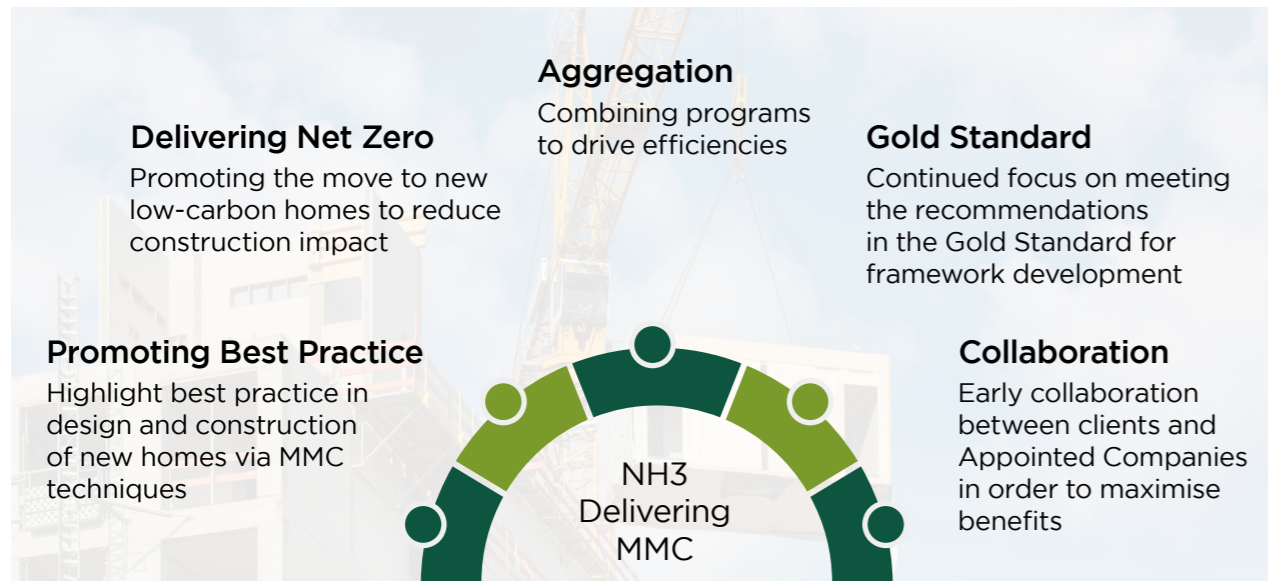 Aggregation
Combining programs
to drive efficiencies
Delivering Net Zero
Promoting the move to new
low-carbon homes to reduce
construction impact
Gold Standard
Continued focus on meeting
the recommendations
in the Gold Standard for
framework development
Promoting Best Practice
Highlight best practice in
design and construction
of new homes via MMC
techniques
Collaboration
Early collaboration
between clients and
Appointed Companies
in order to maximise
benefits
NH3
Delivering
MMC